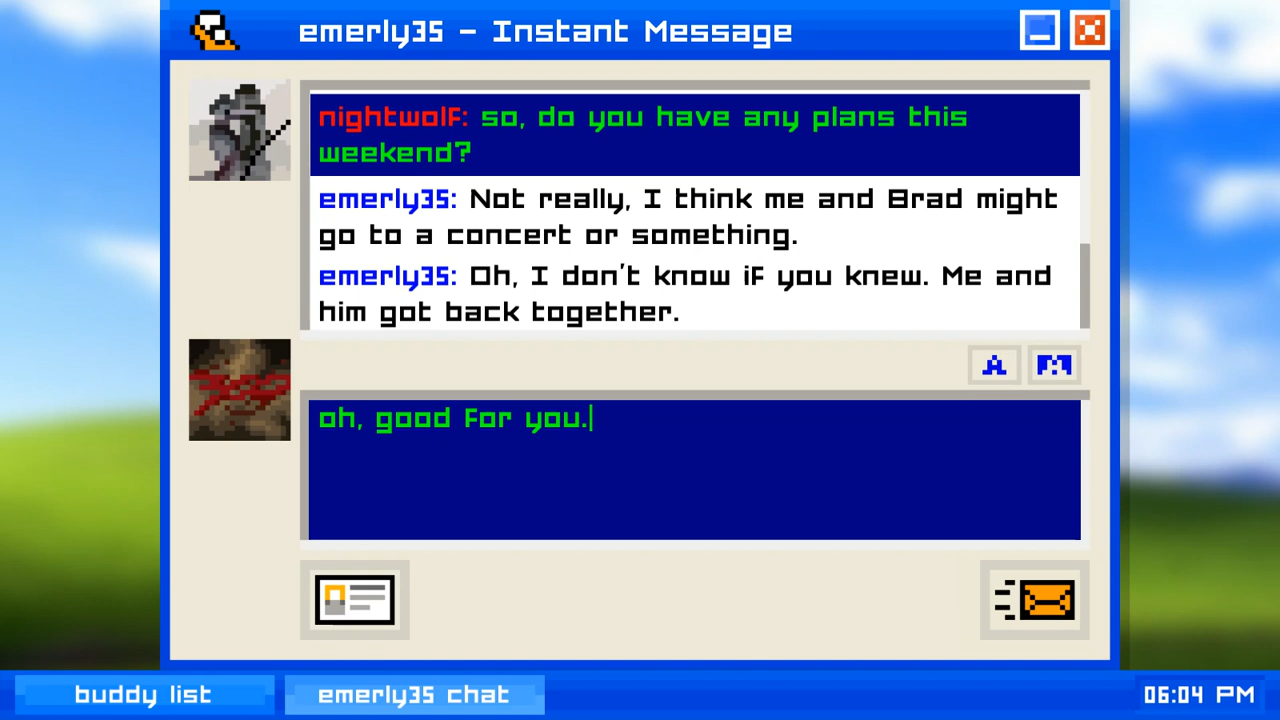 emerly35 - Instant Message
nightwolf: so, do you have any plans this
weekend?
emerly35: Not really, I think me and Brad might
go to a concert or something.
emerly35: Oh, I don't know if you knew. Me and
him got back together.
A
oh, good for you.
buddy list
emerly35 chat
06:04 PM